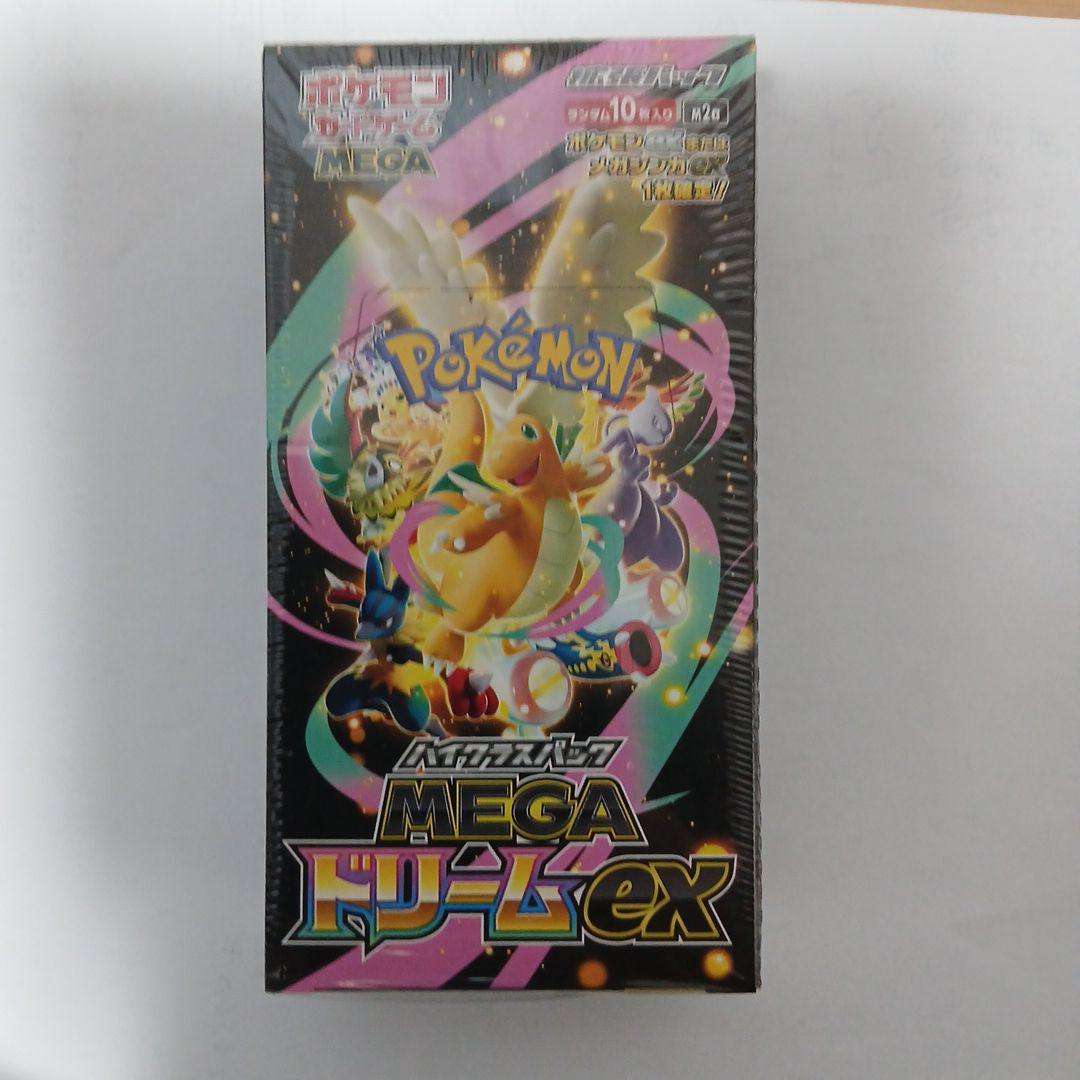 ポケモン
カードゲーム
MEGA
拡張パック
ランダム10枚入り M2a
ポケモンexまたは
メガシンカex
1枚確定!
POKéMON
ハイクラスパック
MEGA
ドリームex